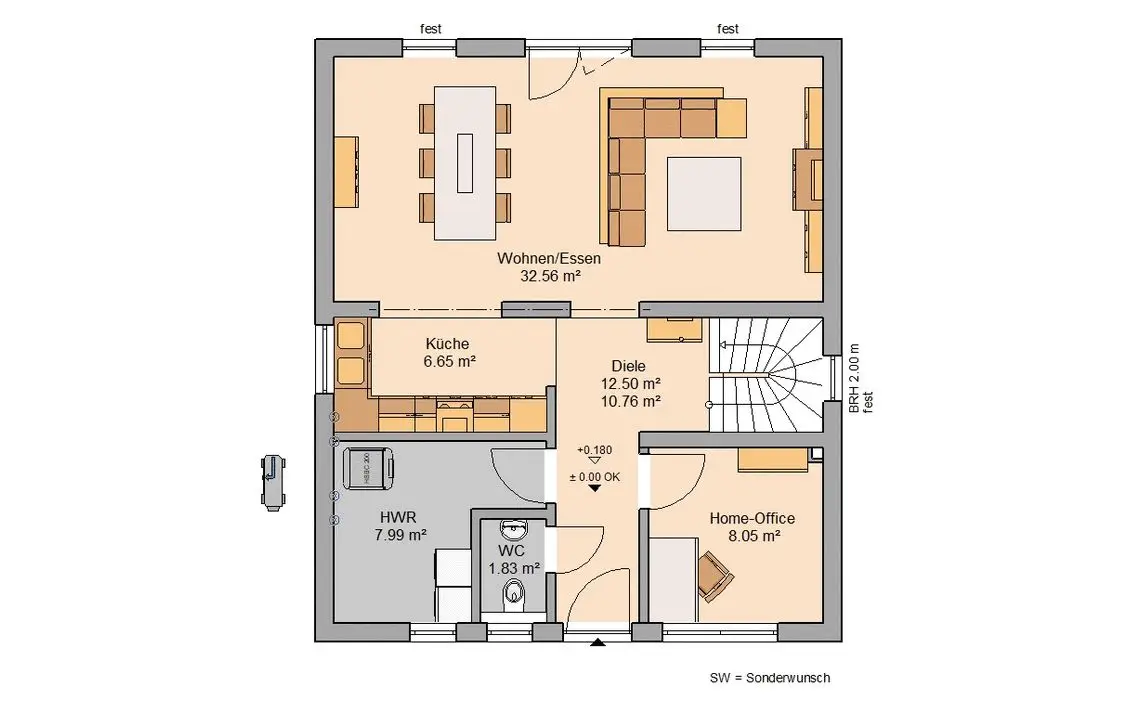 fest
fest
Wohnen/Essen
32.56 m²
Küche
6.65 m²
Diele
12.50 m²
10.76 m²
BRH 2.00 m
fest
+0.180
± 0.00 OK
HSBC 200
HWR
7.99 m²
WC
1.83 m²
Home-Office
8.05 m²
SW = Sonderwunsch